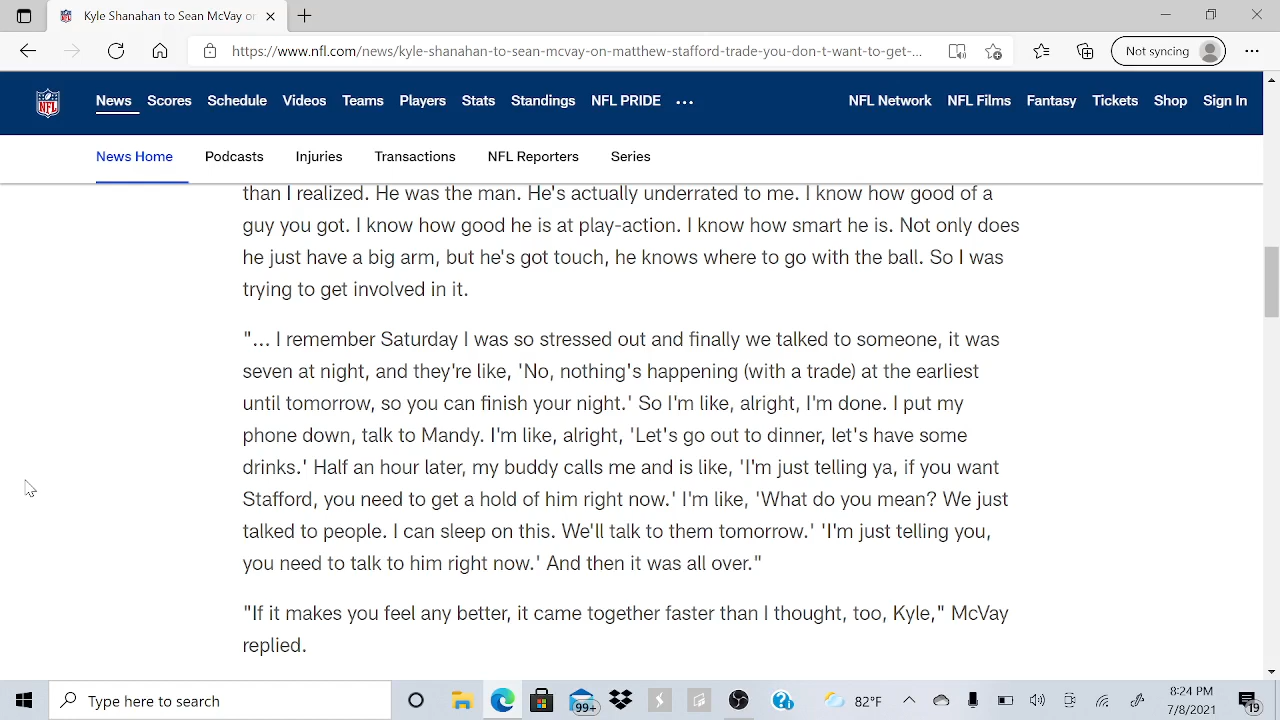 Kyle Shanahan to Sean McVay or
Not syncing
https://www.nfl.com/news/kyle-shanahan-to-sean-mcvay-on-matthew-stafford-trade-you-don-t-want-to-get-...
NFL
News Scores Schedule Videos Teams Players Stats Standings NFL PRIDE ... NFL Network NFL Films Fantasy Tickets Shop Sign In
News Home Podcasts Injuries Transactions NFL Reporters Series
than I realized. He was the man. He's actually underrated to me. I know how good of a
guy you got. I know how good he is at play-action. I know how smart he is. Not only does
he just have a big arm, but he's got touch, he knows where to go with the ball. So I was
trying to get involved in it.
"... I remember Saturday I was so stressed out and finally we talked to someone, it was
seven at night, and they're like, 'No, nothing's happening (with a trade) at the earliest
until tomorrow, so you can finish your night.' So I'm like, alright, I'm done. I put my
phone down, talk to Mandy. I'm like, alright, 'Let's go out to dinner, let's have some
drinks.' Half an hour later, my buddy calls me and is like, 'I'm just telling ya, if you want
Stafford, you need to get a hold of him right now.' I'm like, 'What do you mean? We just
talked to people. I can sleep on this. We'll talk to them tomorrow.' 'I'm just telling you,
you need to talk to him right now.' And then it was all over."
"If it makes you feel any better, it came together faster than I thought, too, Kyle," McVay
replied.
Type here to search
99+
82°F
8:24 PM
7/8/2021
19